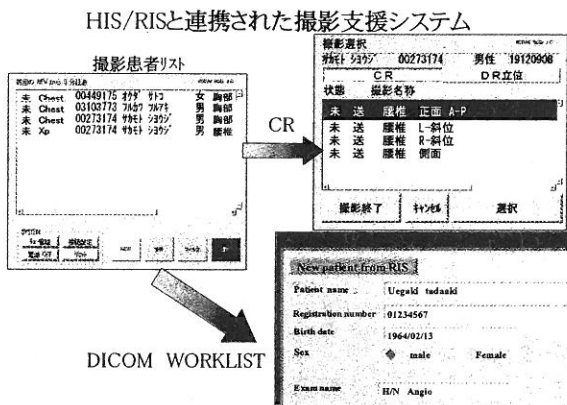 HIS/RISと連携された撮影支援システム
撮影患者リスト
未 Chest 00449175 オクダ サトコ 女 胸部
未 Chest 03103773 フルカワ ツルマキ 男 胸部
未 Chest 00273174 サカモト ショウジ 男 胸部
未 Xp 00273174 サカモト ショウジ 男 腰椎
SYSTEM
CR
撮影選択
サカモト ショウジ 00273174 男性 19120908
CR DR立位
状態 撮影名称
未 送 腰椎 正面 A-P
未 送 腰椎 L-斜位
未 送 腰椎 R-斜位
未 送 腰椎 側面
撮影終了 キャンセル 選択
DICOM WORKLIST
New patient from RIS
Patient name : Uegaki tadaaki
Registration number 01234567
Birth date 1964/02/13
Sex male Female
Exam name H/N Angio